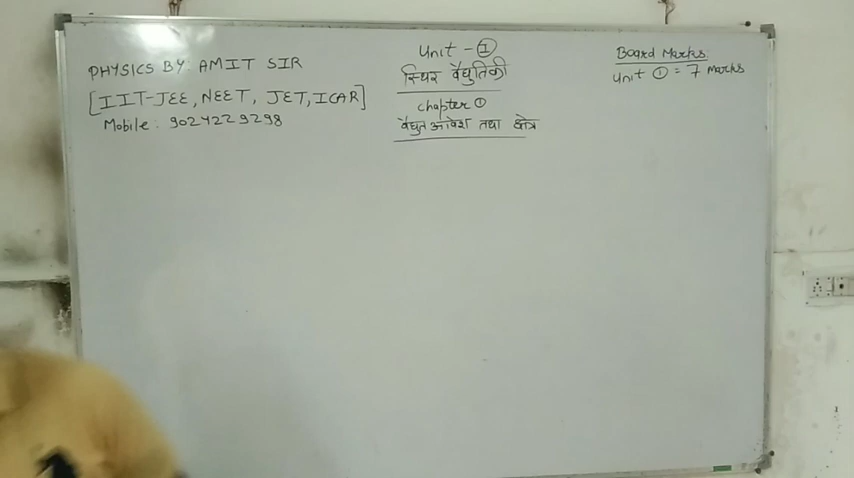 PHYSICS BY: AMIT SIR
[IIT-JEE, NEET, JET, ICAR]
Mobile: 9024229298
Unit - I
स्थिर वैद्युतिकी
chapter ①
वैद्युत आवेश तथा क्षेत्र
Board Marks
Unit ① = 7 Marks